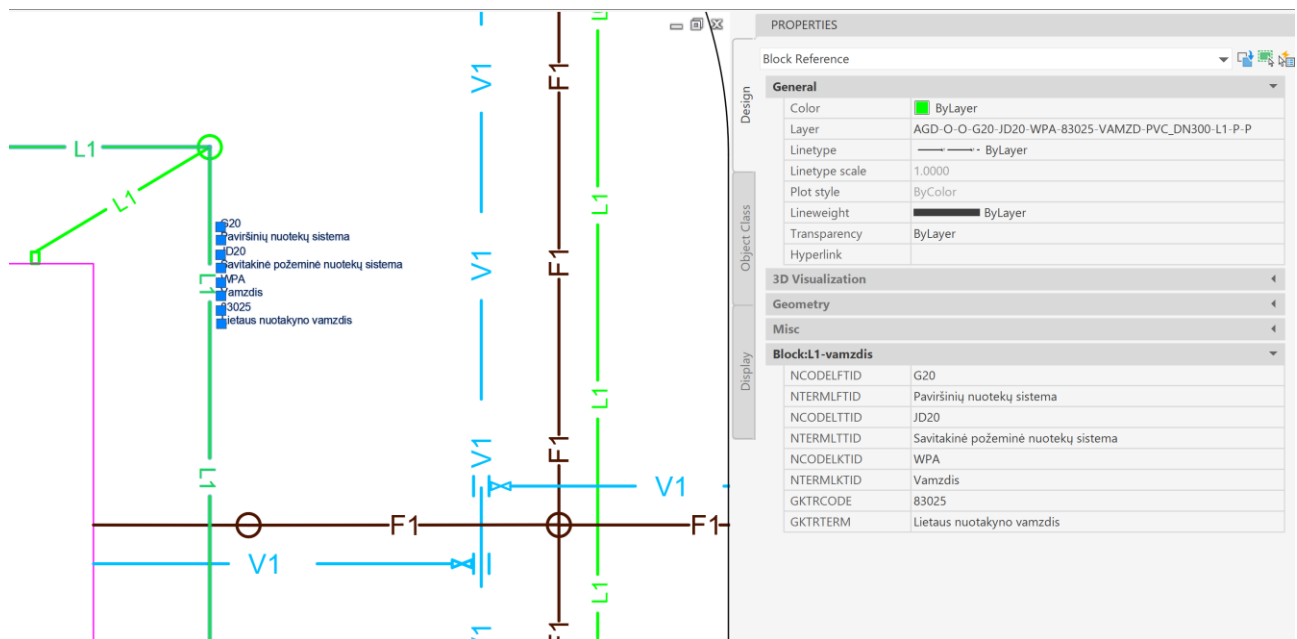 V1
F1
L1
L1
L1
G20
Paviršinių nuotekų sistema
JD20
Savitakinė požeminė nuotekų sistema
WPA
Vamzdis
83025
Lietaus nuotakyno vamzdis
L1
V1
F1
L1
V1
F1
L1
L1
V1
F1
F1
V1
L1
V1
F1
PROPERTIES
Block Reference
Design
Object Class
Display
General
Color ByLayer
Layer AGD-O-O-G20-JD20-WPA-83025-VAMZD-PVC_DN300-L1-P-P
Linetype ByLayer
Linetype scale 1.0000
Plot style ByColor
Lineweight ByLayer
Transparency ByLayer
Hyperlink
3D Visualization
Geometry
Misc
Block:L1-vamzdis
NCODELFTID G20
NTERMLFTID Paviršinių nuotekų sistema
NCODELTTID JD20
NTERMLTTID Savitakinė požeminė nuotekų sistema
NCODELKTID WPA
NTERMLKTID Vamzdis
GKTRCODE 83025
GKTRTERM Lietaus nuotakyno vamzdis